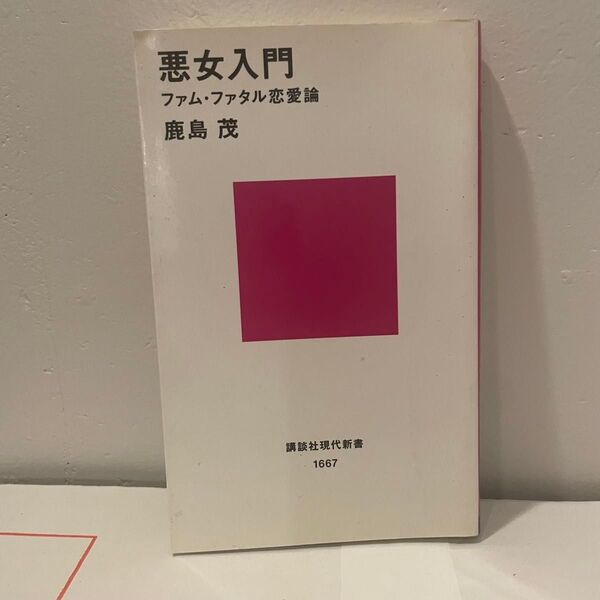 悪女入門
ファム・ファタル恋愛論
鹿島 茂
講談社現代新書
1667